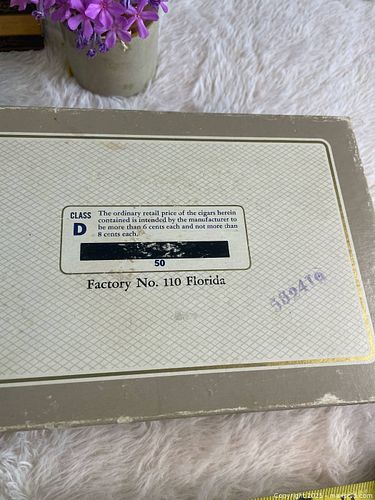 CLASS D
The ordinary retail price of the cigars herein
contained is intended by the manufacturer to
be more than 6 cents each and not more than
8 cents each.
50
Factory No. 110 Florida